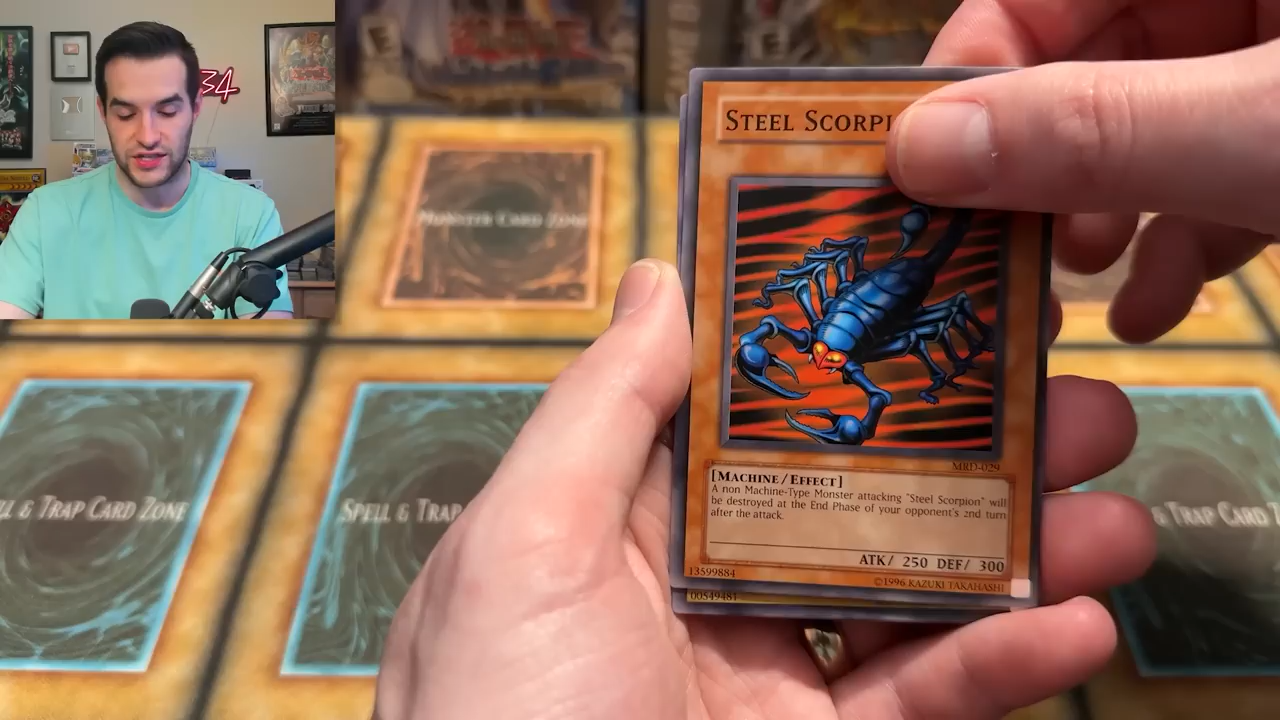 34
MONSTER CARD ZONE
STEEL SCORPI
MRD-029
[MACHINE/EFFECT]
A non Machine-Type Monster attacking "Steel Scorpion" will
be destroyed at the End Phase of your opponent's 2nd turn
after the attack.
ATK/ 250 DEF/ 300
13599884
©1996 KAZUKI TAKAHASHI
00549481
LL & TRAP CARD ZONE
SPELL & TRAP
& TRAP CARD Z